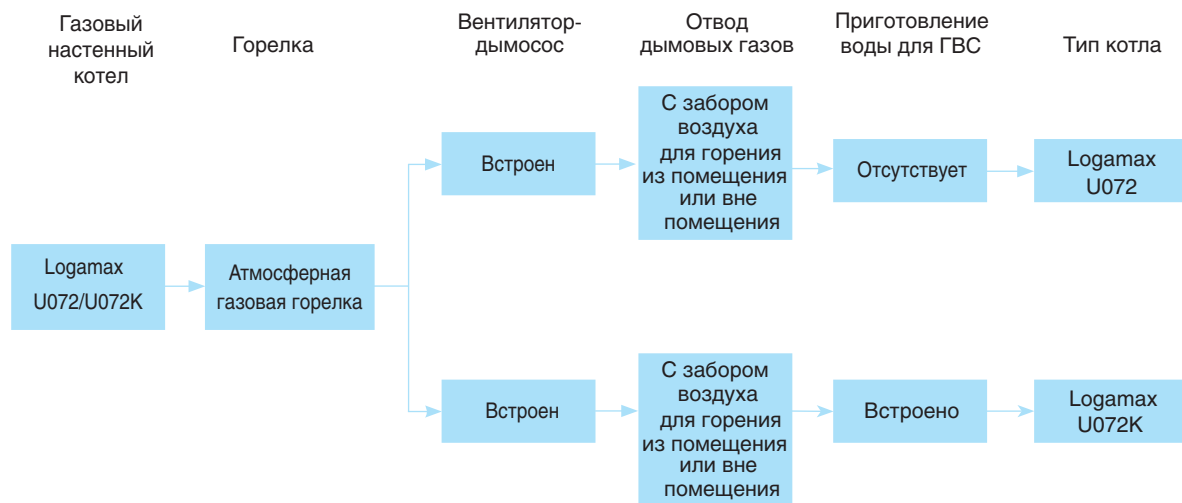 Газовый
настенный
котел
Горелка
Вентилятор-
дымосос
Отвод
дымовых газов
Приготовление
воды для ГВС
Тип котла
Встроен
С забором
воздуха
для горения
из помещения
или вне
помещения
Отсутствует
Logamax
U072
Logamax
U072/U072K
Атмосферная
газовая горелка
Встроен
С забором
воздуха
для горения
из помещения
или вне
помещения
Встроено
Logamax
U072K